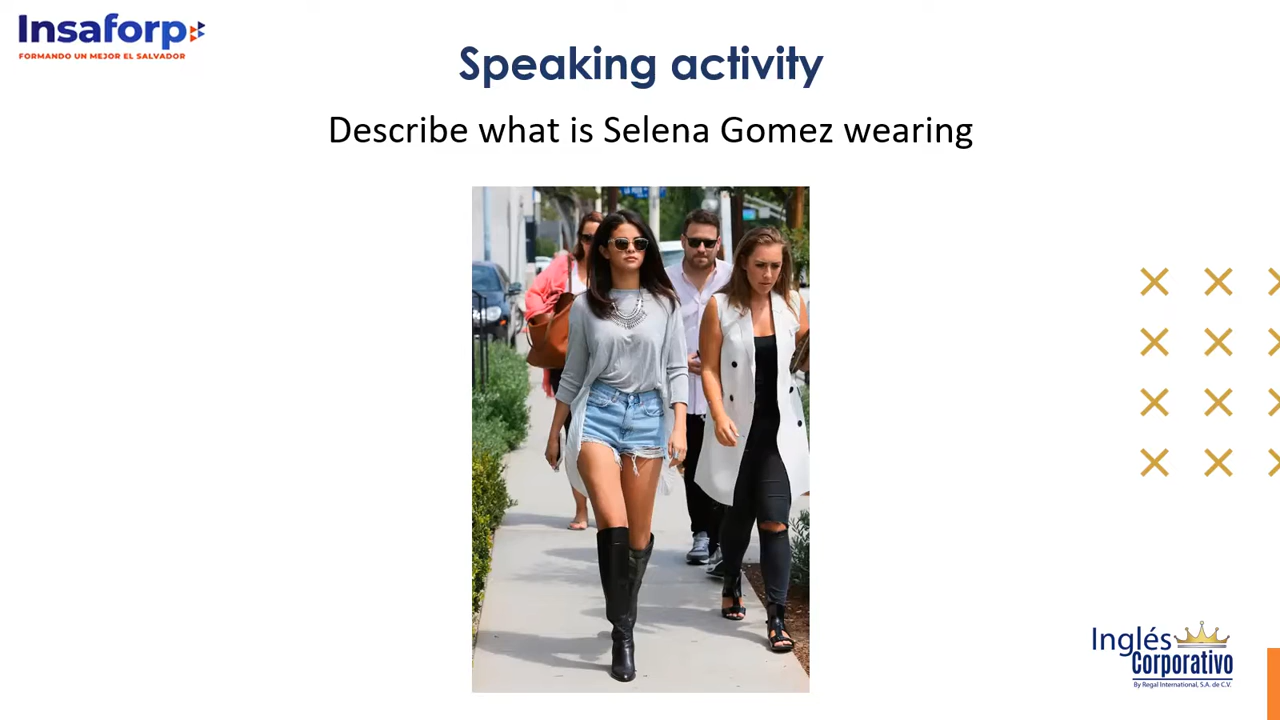 Insaforp
FORMANDO UN MEJOR EL SALVADOR
Speaking activity
Describe what is Selena Gomez wearing
Inglés
Corporativo
By Regal International, S.A. de C.V.